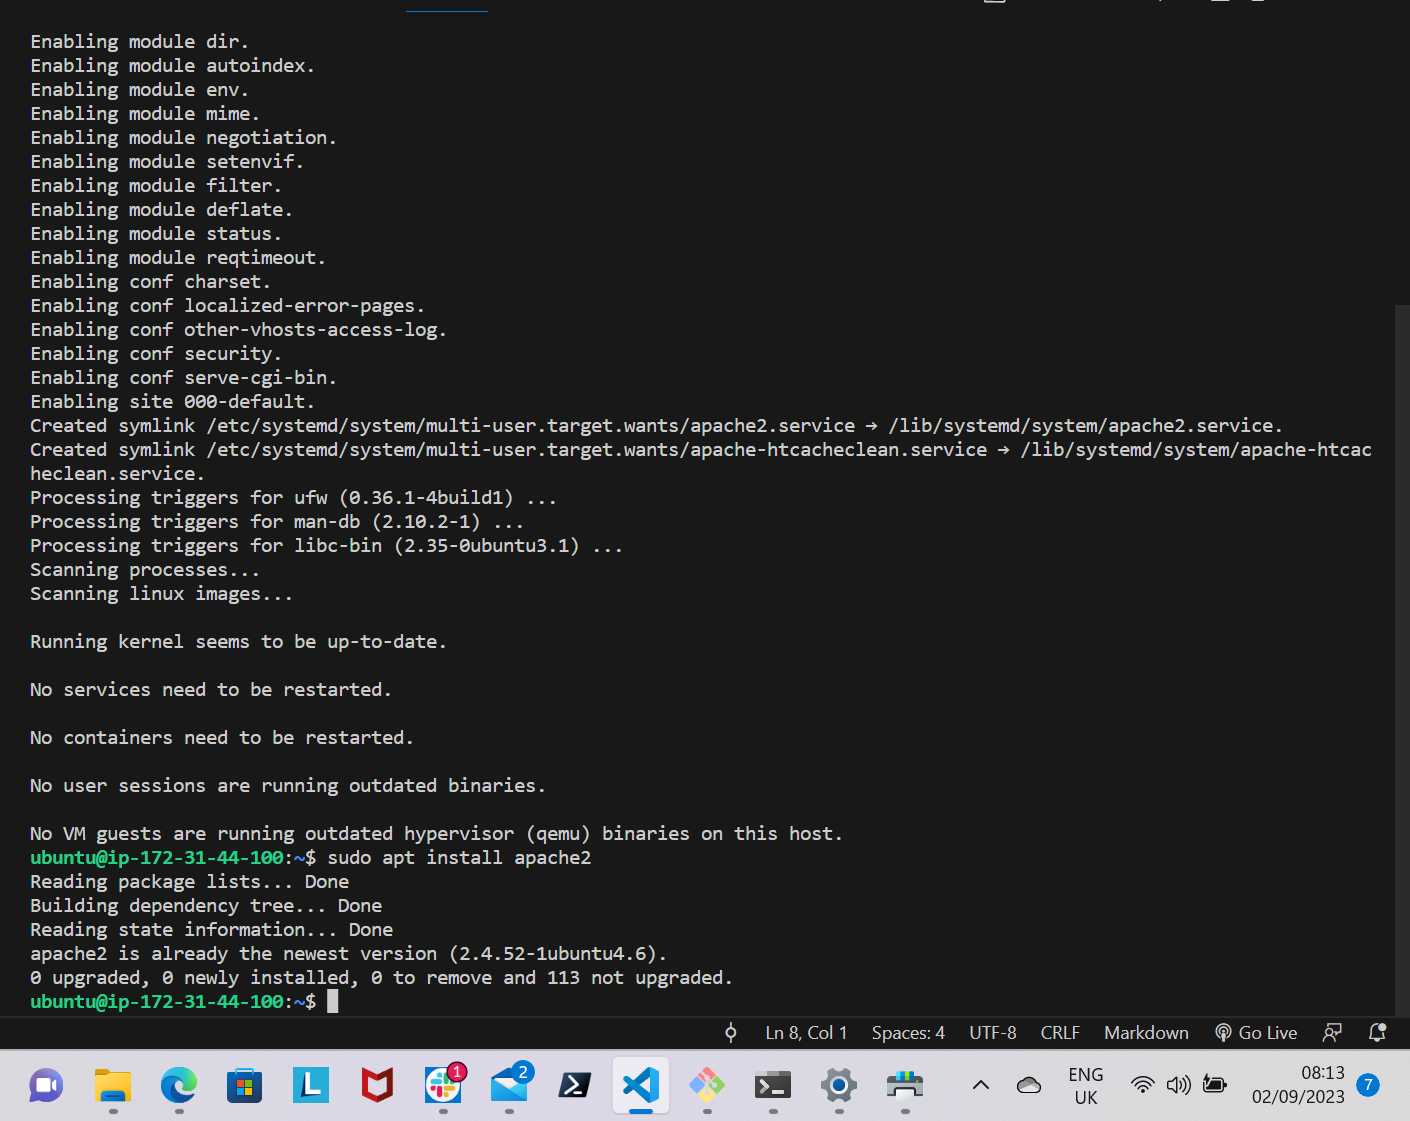 Enabling module dir.
Enabling module autoindex.
Enabling module env.
Enabling module mime.
Enabling module negotiation.
Enabling module setenvif.
Enabling module filter.
Enabling module deflate.
Enabling module status.
Enabling module reqtimeout.
Enabling conf charset.
Enabling conf localized-error-pages.
Enabling conf other-vhosts-access-log.
Enabling conf security.
Enabling conf serve-cgi-bin.
Enabling site 000-default.
Created symlink /etc/systemd/system/multi-user.target.wants/apache2.service → /lib/systemd/system/apache2.service.
Created symlink /etc/systemd/system/multi-user.target.wants/apache-htcacheclean.service → /lib/systemd/system/apache-htcac
heclean.service.
Processing triggers for ufw (0.36.1-4build1) ...
Processing triggers for man-db (2.10.2-1) ...
Processing triggers for libc-bin (2.35-0ubuntu3.1) ...
Scanning processes...
Scanning linux images...
Running kernel seems to be up-to-date.
No services need to be restarted.
No containers need to be restarted.
No user sessions are running outdated binaries.
No VM guests are running outdated hypervisor (qemu) binaries on this host.
ubuntu@ip-172-31-44-100:~$ sudo apt install apache2
Reading package lists... Done
Building dependency tree... Done
Reading state information... Done
apache2 is already the newest version (2.4.52-1ubuntu4.6).
0 upgraded, 0 newly installed, 0 to remove and 113 not upgraded.
ubuntu@ip-172-31-44-100:~$
Ln 8, Col 1 Spaces: 4 UTF-8 CRLF Markdown Go Live
L 1 2 ENG 08:13 7
UK 02/09/2023